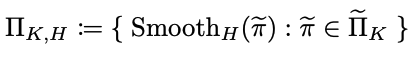 Π_{K,H} ≔ { Smooth_H(π̃) : π̃ ∈ Π̃_K }